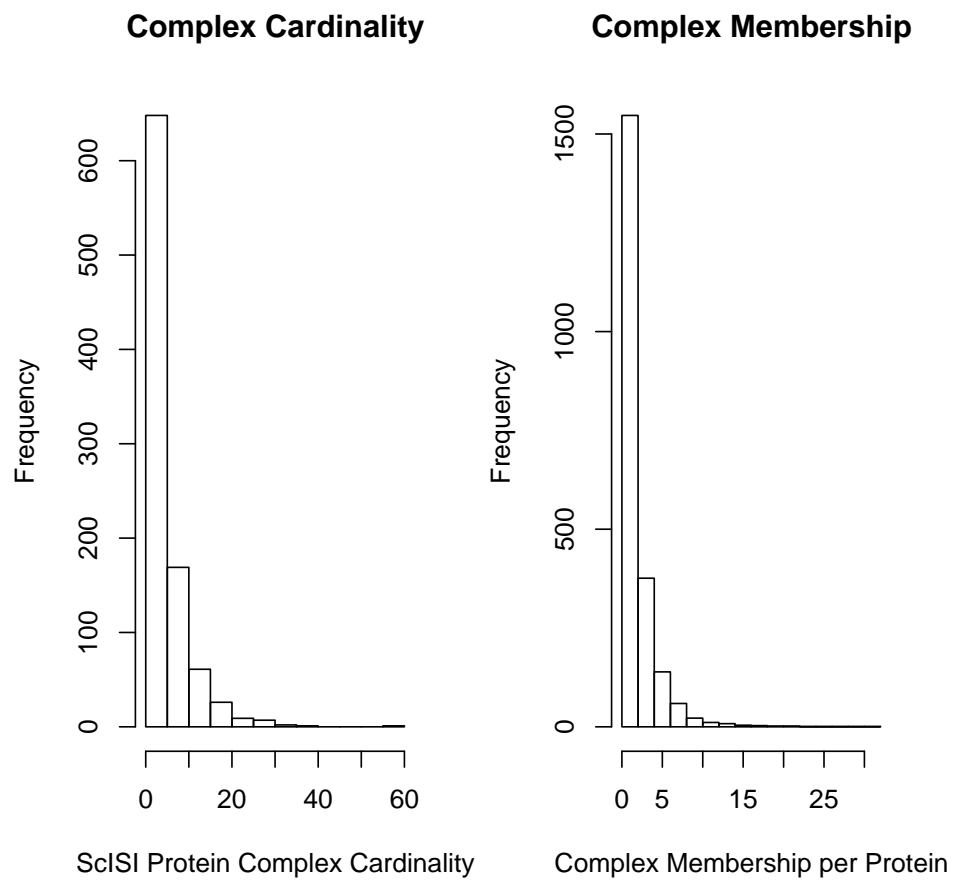 Complex Cardinality
Frequency
0 100 200 300 400 500 600
0 20 40 60
ScISI Protein Complex Cardinality
Complex Membership
Frequency
0 500 1000 1500
0 5 15 25
Complex Membership per Protein